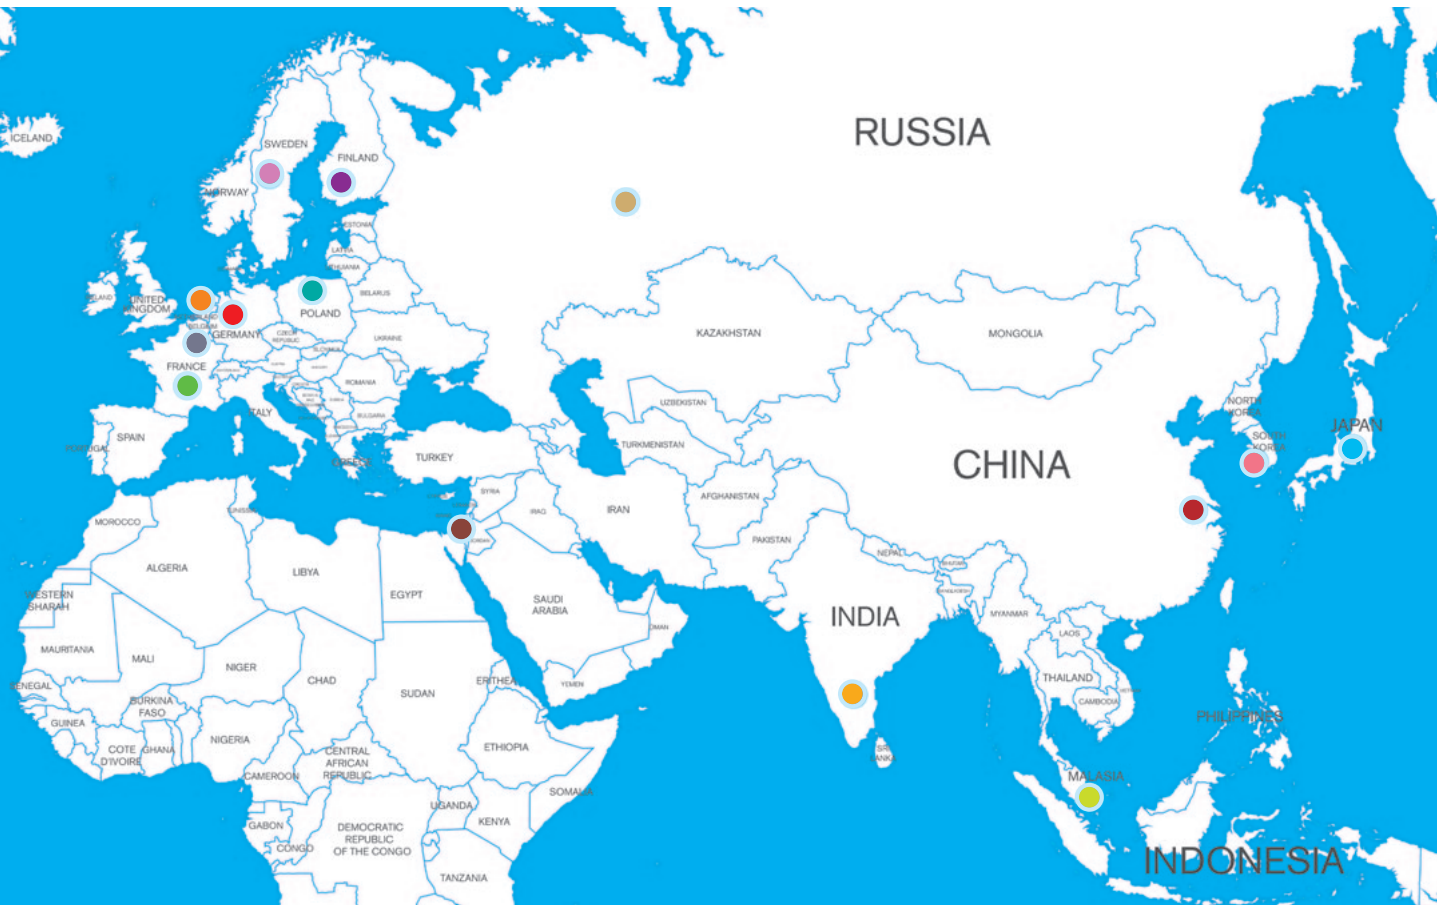 RUSSIA
ICELAND
SWEDEN
FINLAND
NORWAY
ESTONIA
LATVIA
UNITED
KINGDOM
BELARUS
POLAND
BELGIUM
GERMANY
CZECH
REPUBLIC
UKRAINE
KAZAKHSTAN
MONGOLIA
FRANCE
ROMANIA
UZBEKISTAN
NORTH
KOREA
ITALY
BULGARIA
SPAIN
PORTUGAL
TURKMENISTAN
SOUTH
KOREA
JAPAN
GREECE
TURKEY
CHINA
SYRIA
AFGHANISTAN
IRAQ
IRAN
MOROCCO
PAKISTAN
JORDAN
NEPAL
ALGERIA
LIBYA
EGYPT
WESTERN
SHARAH
SAUDI
ARABIA
INDIA
MYANMAR
OMAN
LAOS
MAURITANIA
MALI
NIGER
CHAD
SUDAN
ERITHEA
YEMEN
THAILAND
SENEGAL
CAMBODIA
BURKINA
FASO
GUINEA
PHILIPPINES
NIGERIA
COTE
D'IVOIRE
GHANA
ETHIOPIA
CENTRAL
AFRICAN
REPUBLIC
SRI
LANKA
CAMEROON
MALASIA
SOMALIA
UGANDA
KENYA
GABON
DEMOCRATIC
REPUBLIC
OF THE CONGO
CONGO
INDONESIA
TANZANIA